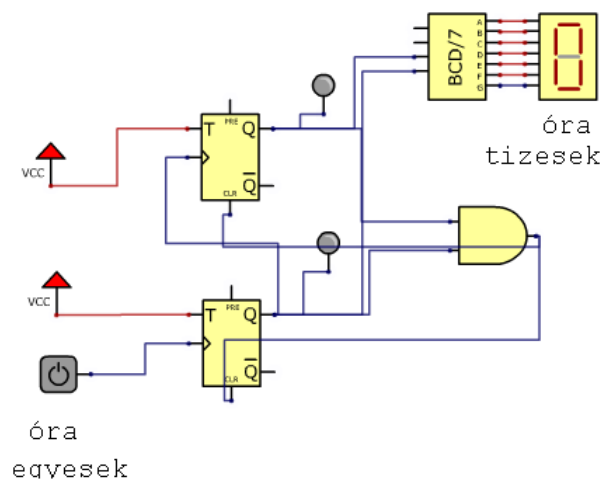 A
B
C
D
E
F
G
BCD/7
óra
tizesek
PRE
T Q
Q
CLR
VCC
PRE
T Q
Q
CLR
VCC
óra
egyesek